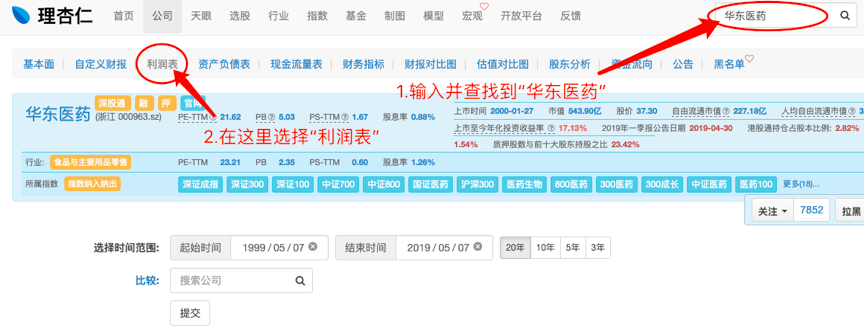 理杏仁 首页 公司 天眼 选股 行业 指数 基金 制图 模型 宏观 开放平台 反馈 华东医药
基本面 自定义财报 利润表 资产负债表 现金流量表 财务指标 财报对比图 估值对比图 股东分析 资金流向 公告 黑名单
1.输入并查找到“华东医药”
华东医药 深股通 融 押 官网
(浙江 000963.sz)
PE-TTM 21.62 PB 5.03 PS-TTM 1.67 股息率 0.88%
上市时间 2000-01-27 市值 543.90亿 股价 37.30 自由流通市值 227.18亿 人均自由流通市值
2.在这里选择“利润表”
上市至今年化投资收益率 17.13% 2019年一季报公告日期 2019-04-30 港股通持仓占股本比例: 2.82%
1.54% 质押股数与前十大股东持股之比 23.42%
行业: 食品与主要用品零售 PE-TTM 23.21 PB 2.35 PS-TTM 0.60 股息率 1.26%
所属指数 指数纳入纳出 深证成指 深证300 深证100 中证700 中证800 国证医药 沪深300 医药生物 800医药 300医药 300成长 中证医药 医药100 更多(18)...
关注 7852 拉黑
选择时间范围: 起始时间 1999 / 05 / 07 结束时间 2019 / 05 / 07 20年 10年 5年 3年
比较: 搜索公司
提交